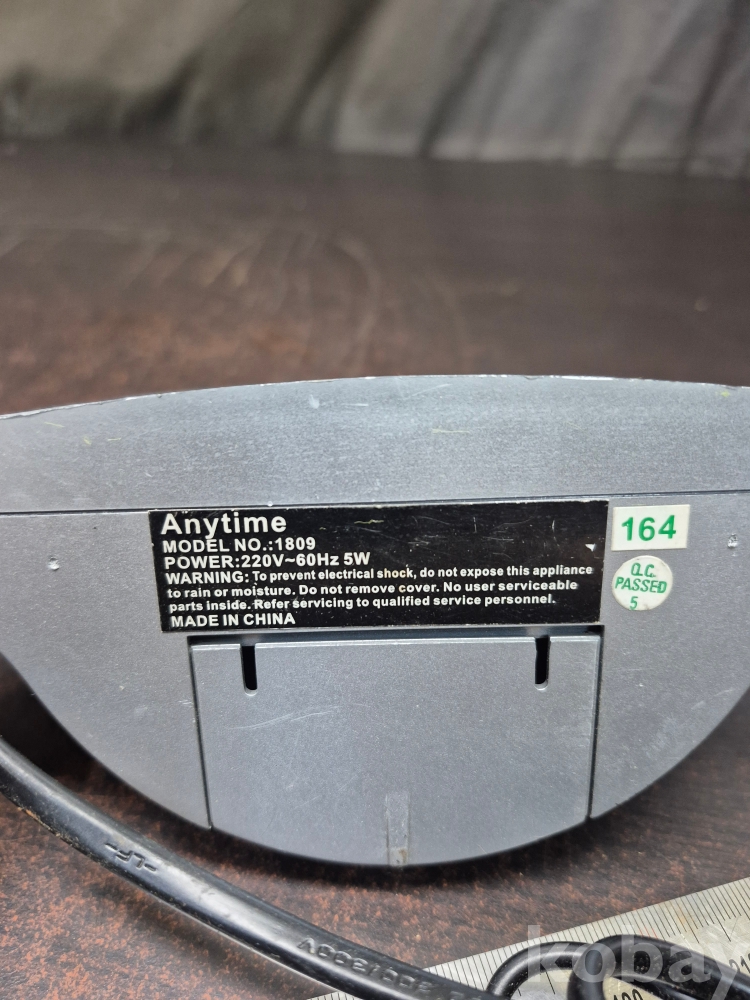 Anytime
MODEL NO.:1809
POWER:220V~60Hz 5W
WARNING: To prevent electrical shock, do not expose this appliance
to rain or moisture. Do not remove cover. No user serviceable
parts inside. Refer servicing to qualified service personnel.
MADE IN CHINA
164
Q.C.
PASSED
5
-LF-
kobay